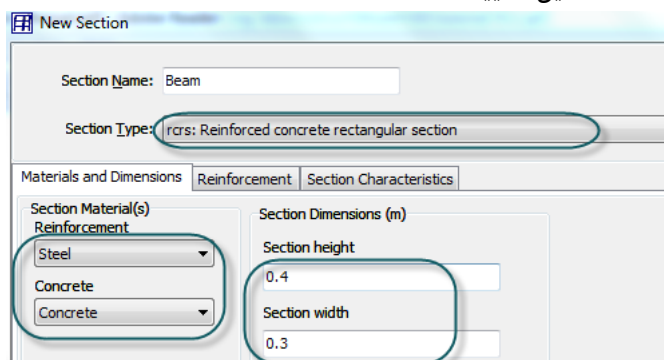 New Section
Section Name: Beam
Section Type: rcrs: Reinforced concrete rectangular section
Materials and Dimensions Reinforcement Section Characteristics
Section Material(s)
Reinforcement
Steel
Concrete
Concrete
Section Dimensions (m)
Section height
0.4
Section width
0.3